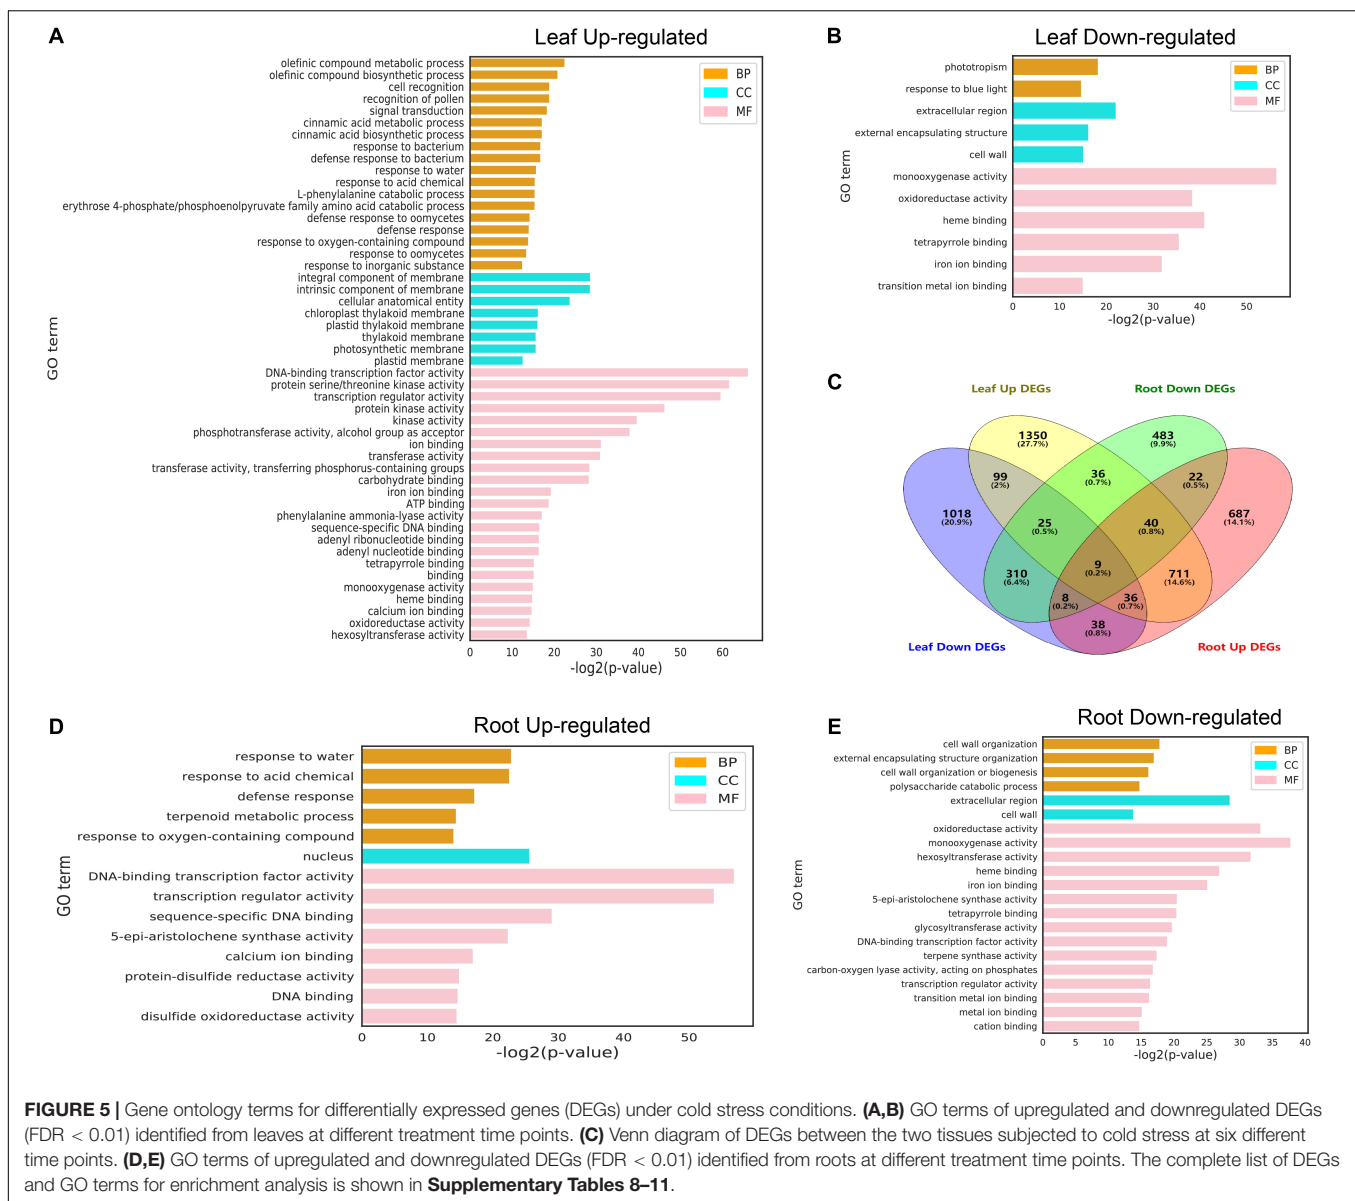 A
Leaf Up-regulated
olefinic compound metabolic process
olefinic compound biosynthetic process
cell recognition
recognition of pollen
signal transduction
cinnamic acid metabolic process
cinnamic acid biosynthetic process
response to bacterium
defense response to bacterium
response to water
response to acid chemical
L-phenylalanine catabolic process
erythrose 4-phosphate/phosphoenolpyruvate family amino acid catabolic process
defense response to oomycetes
defense response
response to oxygen-containing compound
response to oomycetes
response to inorganic substance
integral component of membrane
intrinsic component of membrane
cellular anatomical entity
chloroplast thylakoid membrane
plastid thylakoid membrane
thylakoid membrane
photosynthetic membrane
plastid membrane
DNA-binding transcription factor activity
protein serine/threonine kinase activity
transcription regulator activity
protein kinase activity
kinase activity
phosphotransferase activity, alcohol group as acceptor
ion binding
transferase activity
transferase activity, transferring phosphorus-containing groups
carbohydrate binding
iron ion binding
ATP binding
phenylalanine ammonia-lyase activity
sequence-specific DNA binding
adenyl ribonucleotide binding
adenyl nucleotide binding
tetrapyrrole binding
binding
monooxygenase activity
heme binding
calcium ion binding
oxidoreductase activity
hexosyltransferase activity
GO term
BP
CC
MF
0 10 20 30 40 50 60
-log2(p-value)
B
Leaf Down-regulated
phototropism
response to blue light
extracellular region
external encapsulating structure
cell wall
monooxygenase activity
oxidoreductase activity
heme binding
tetrapyrrole binding
iron ion binding
transition metal ion binding
GO term
BP
CC
MF
0 10 20 30 40 50
-log2(p-value)
C
Leaf Up DEGs
Root Down DEGs
1350
(27.7%)
483
(9.9%)
99
(2%)
36
(0.7%)
22
(0.5%)
1018
(20.9%)
25
(0.5%)
40
(0.8%)
687
(14.1%)
310
(6.4%)
9
(0.2%)
711
(14.6%)
8
(0.2%)
36
(0.7%)
38
(0.8%)
Leaf Down DEGs
Root Up DEGs
D
Root Up-regulated
response to water
response to acid chemical
defense response
terpenoid metabolic process
response to oxygen-containing compound
nucleus
DNA-binding transcription factor activity
transcription regulator activity
sequence-specific DNA binding
5-epi-aristolochene synthase activity
calcium ion binding
protein-disulfide reductase activity
DNA binding
disulfide oxidoreductase activity
GO term
BP
CC
MF
0 10 20 30 40 50
-log2(p-value)
E
Root Down-regulated
cell wall organization
external encapsulating structure organization
cell wall organization or biogenesis
polysaccharide catabolic process
extracellular region
cell wall
oxidoreductase activity
monooxygenase activity
hexosyltransferase activity
heme binding
iron ion binding
5-epi-aristolochene synthase activity
tetrapyrrole binding
glycosyltransferase activity
DNA-binding transcription factor activity
terpene synthase activity
carbon-oxygen lyase activity, acting on phosphates
transcription regulator activity
transition metal ion binding
metal ion binding
cation binding
GO term
BP
CC
MF
0 5 10 15 20 25 30 35 40
-log2(p-value)
FIGURE 5 | Gene ontology terms for differentially expressed genes (DEGs) under cold stress conditions. (A,B) GO terms of upregulated and downregulated DEGs
(FDR < 0.01) identified from leaves at different treatment time points. (C) Venn diagram of DEGs between the two tissues subjected to cold stress at six different
time points. (D,E) GO terms of upregulated and downregulated DEGs (FDR < 0.01) identified from roots at different treatment time points. The complete list of DEGs
and GO terms for enrichment analysis is shown in Supplementary Tables 8–11.